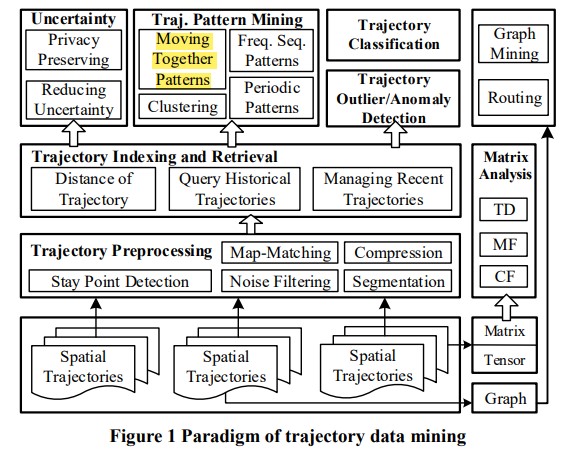 Uncertainty
Privacy
Preserving
Reducing
Uncertainty
Traj. Pattern Mining
Moving
Together
Patterns
Freq. Seq.
Patterns
Clustering
Periodic
Patterns
Trajectory
Classification
Trajectory
Outlier/Anomaly
Detection
Graph
Mining
Routing
Trajectory Indexing and Retrieval
Distance of
Trajectory
Query Historical
Trajectories
Managing Recent
Trajectories
Matrix
Analysis
TD
MF
CF
Trajectory Preprocessing
Map-Matching
Compression
Stay Point Detection
Noise Filtering
Segmentation
Spatial
Trajectories
Spatial
Trajectories
Spatial
Trajectories
Matrix
Tensor
Graph
Figure 1 Paradigm of trajectory data mining